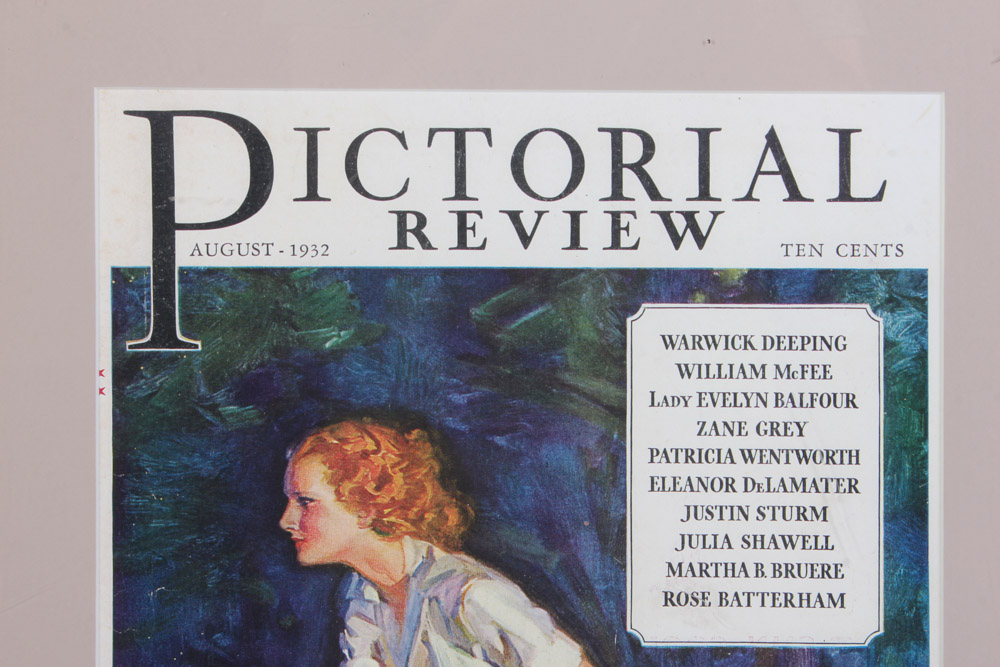 PICTORIAL
REVIEW
AUGUST - 1932
TEN CENTS
WARWICK DEEPING
WILLIAM McFEE
LADY EVELYN BALFOUR
ZANE GREY
PATRICIA WENTWORTH
ELEANOR DeLAMATER
JUSTIN STURM
JULIA SHAWELL
MARTHA B. BRUERE
ROSE BATTERHAM